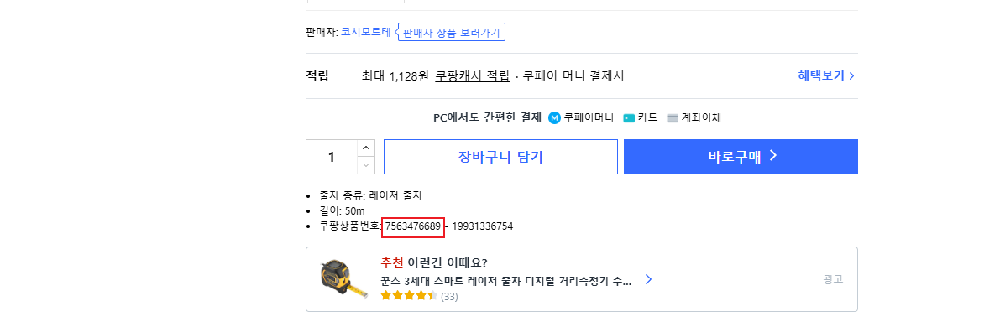 판매자: 코시모르테 판매자 상품 보러가기
적립 최대 1,128원 쿠팡캐시 적립 · 쿠페이 머니 결제시 혜택보기
PC에서도 간편한 결제 M 쿠페이머니 카드 계좌이체
1 장바구니 담기 바로구매
• 줄자 종류: 레이저 줄자
• 길이: 50m
• 쿠팡상품번호: 7563476689 - 19931336754
추천 이런건 어때요?
꾼스 3세대 스마트 레이저 줄자 디지털 거리측정기 수... 광고
(33)